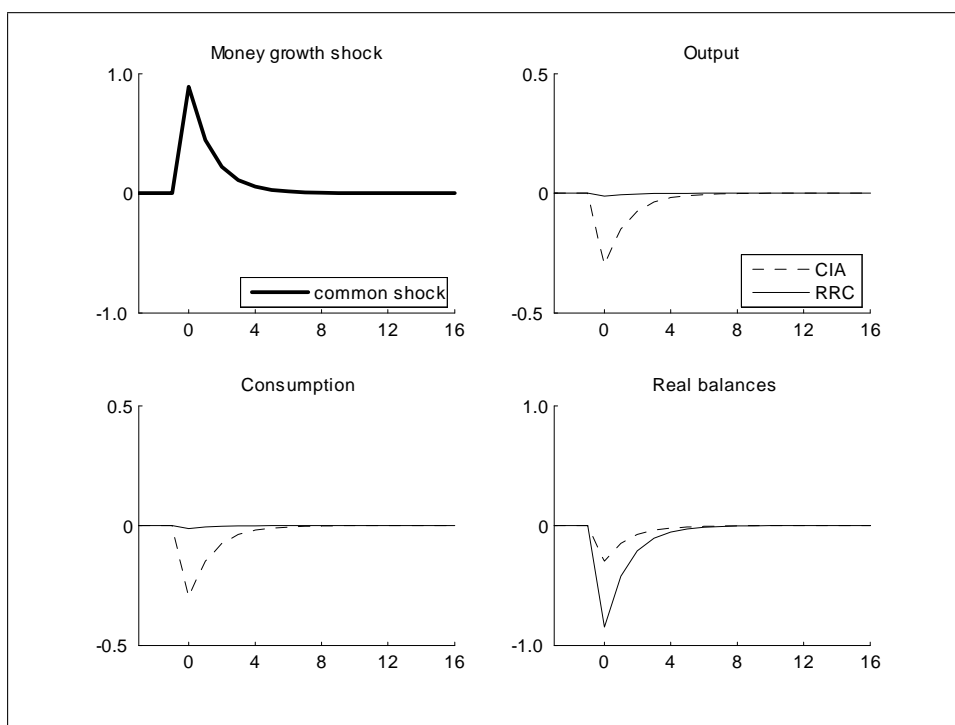 Money growth shock
1.0
0
-1.0
0 4 8 12 16
common shock
Output
0.5
0
-0.5
0 4 8 12 16
CIA
RRC
Consumption
0.5
0
-0.5
0 4 8 12 16
Real balances
1.0
0
-1.0
0 4 8 12 16